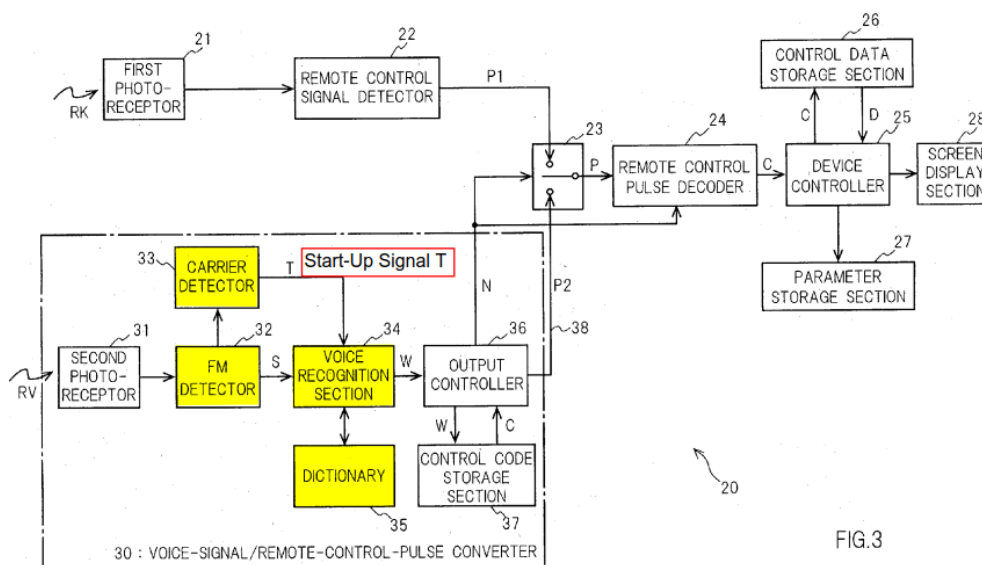 21
FIRST
PHOTO-
RECEPTOR
RK
22
REMOTE CONTROL
SIGNAL DETECTOR
P1
23
P
24
REMOTE CONTROL
PULSE DECODER
C
26
CONTROL DATA
STORAGE SECTION
C
D
25
DEVICE
CONTROLLER
28
SCREEN
DISPLAY
SECTION
27
PARAMETER
STORAGE SECTION
33
CARRIER
DETECTOR
T
Start-Up Signal T
N
P2
38
31
SECOND
PHOTO-
RECEPTOR
RV
32
FM
DETECTOR
S
34
VOICE
RECOGNITION
SECTION
W
36
OUTPUT
CONTROLLER
W
C
DICTIONARY
35
CONTROL CODE
STORAGE
SECTION
37
20
30 : VOICE-SIGNAL/REMOTE-CONTROL-PULSE CONVERTER
FIG.3